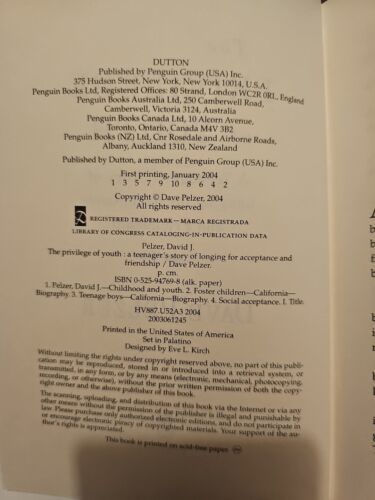 DUTTON
Published by Penguin Group (USA) Inc.
375 Hudson Street, New York, New York 10014, U.S.A.
Penguin Books Ltd, Registered Offices: 80 Strand, London WC2R 0RL, England
Penguin Books Australia Ltd, 250 Camberwell Road,
Camberwell, Victoria 3124, Australia
Penguin Books Canada Ltd, 10 Alcorn Avenue,
Toronto, Ontario, Canada M4V 3B2
Penguin Books (NZ) Ltd, Cnr Rosedale and Airborne Roads,
Albany, Auckland 1310, New Zealand
Published by Dutton, a member of Penguin Group (USA) Inc.
First printing, January 2004
1 3 5 7 9 10 8 6 4 2
Copyright © Dave Pelzer, 2004
All rights reserved
REGISTERED TRADEMARK—MARCA REGISTRADA
LIBRARY OF CONGRESS CATALOGING-IN-PUBLICATION DATA
Pelzer, David J.
The privilege of youth : a teenager's story of longing for acceptance and
friendship / Dave Pelzer.
p. cm.
ISBN 0-525-94769-8 (alk. paper)
1. Pelzer, David J.—Childhood and youth. 2. Foster children—California—
Biography. 3. Teenage boys—California—Biography. 4. Social acceptance. I. Title.
HV887.U52A3 2004
2003061245
Printed in the United States of America
Set in Palatino
Designed by Eve L. Kirch
Without limiting the rights under copyright reserved above, no part of this publi-
cation may be reproduced, stored in or introduced into a retrieval system, or
transmitted, in any form, or by any means (electronic, mechanical, photocopying,
recording, or otherwise), without the prior written permission of both the copy-
right owner and the above publisher of this book.
The scanning, uploading, and distribution of this book via the Internet or via any
other means without the permission of the publisher is illegal and punishable by
law. Please purchase only authorized electronic editions, and do not participate in
or encourage electronic piracy of copyrighted materials. Your support of the au-
thor's rights is appreciated.
This book is printed on acid-free paper.